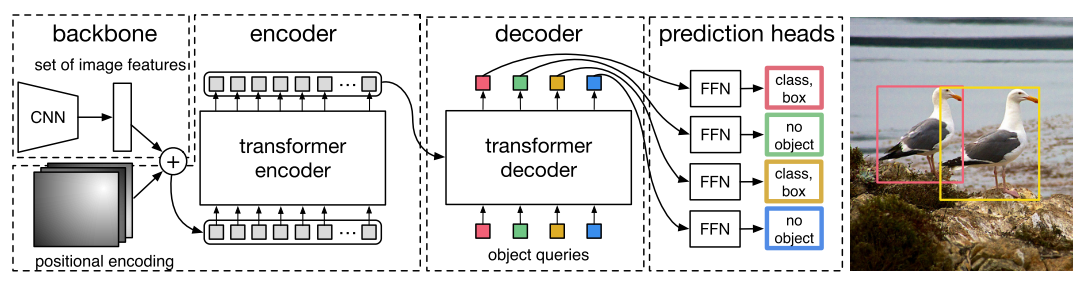 backbone
set of image features
CNN
+
positional encoding
encoder
...
transformer
encoder
...
decoder
transformer
decoder
object queries
prediction heads
FFN
class,
box
FFN
no
object
FFN
class,
box
FFN
no
object